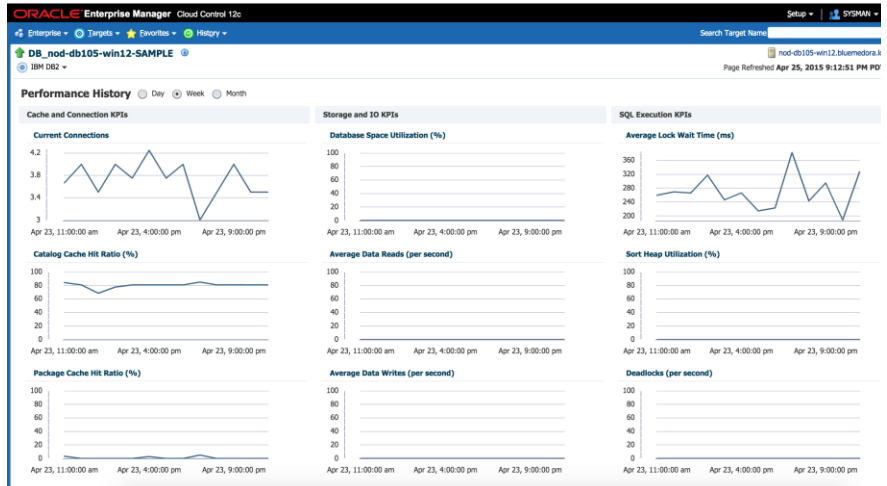 ORACLE Enterprise Manager Cloud Control 12c
Setup SYSMAN
Enterprise Targets Favorites History
Search Target Name
DB_nod-db105-win12-SAMPLE
nod-db105-win12.bluemedora.lo
IBM DB2
Page Refreshed Apr 25, 2015 9:12:51 PM PDT
Performance History Day Week Month
Cache and Connection KPIs
Current Connections
4.2
3.8
3.4
3
Apr 23, 11:00:00 am Apr 23, 4:00:00 pm Apr 23, 9:00:00 pm
Catalog Cache Hit Ratio (%)
100
80
60
40
20
0
Apr 23, 11:00:00 am Apr 23, 4:00:00 pm Apr 23, 9:00:00 pm
Package Cache Hit Ratio (%)
100
80
60
40
20
0
Apr 23, 11:00:00 am Apr 23, 4:00:00 pm Apr 23, 9:00:00 pm
Storage and IO KPIs
Database Space Utilization (%)
100
80
60
40
20
0
Apr 23, 11:00:00 am Apr 23, 4:00:00 pm Apr 23, 9:00:00 pm
Average Data Reads (per second)
100
80
60
40
20
0
Apr 23, 11:00:00 am Apr 23, 4:00:00 pm Apr 23, 9:00:00 pm
Average Data Writes (per second)
100
80
60
40
20
0
Apr 23, 11:00:00 am Apr 23, 4:00:00 pm Apr 23, 9:00:00 pm
SQL Execution KPIs
Average Lock Wait Time (ms)
360
320
280
240
200
Apr 23, 11:00:00 am Apr 23, 4:00:00 pm Apr 23, 9:00:00 pm
Sort Heap Utilization (%)
100
80
60
40
20
0
Apr 23, 11:00:00 am Apr 23, 4:00:00 pm Apr 23, 9:00:00 pm
Deadlocks (per second)
100
80
60
40
20
0
Apr 23, 11:00:00 am Apr 23, 4:00:00 pm Apr 23, 9:00:00 pm